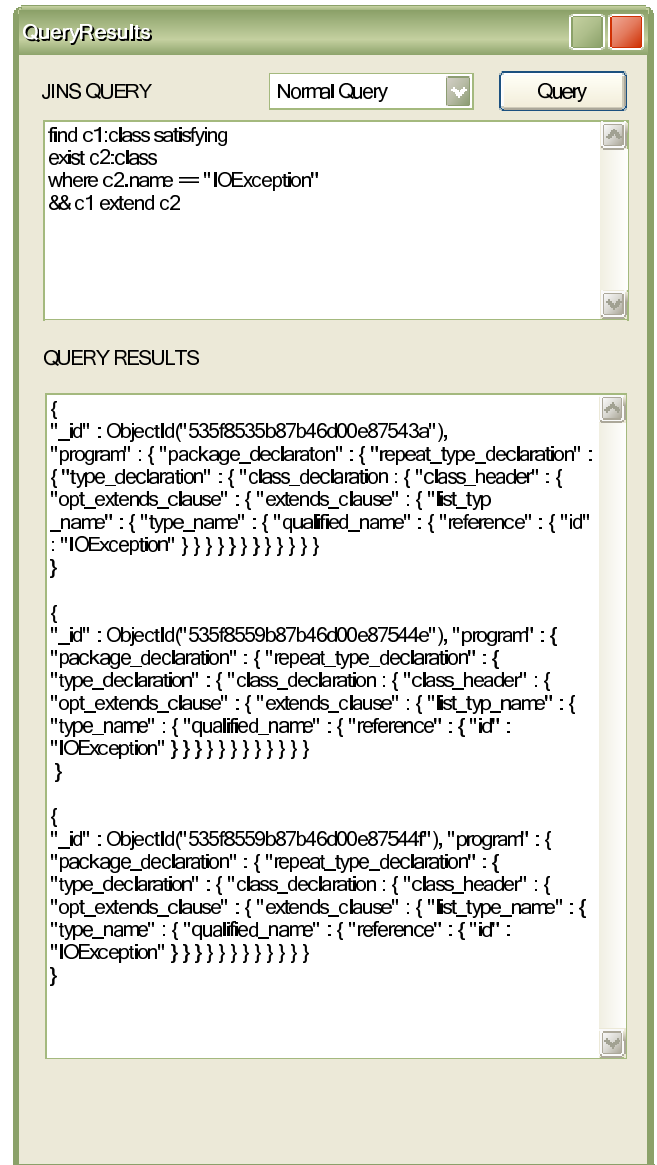 QueryResults
JINS QUERY Normal Query Query
find c1:class satisfying
exist c2:class
where c2.name == "IOException"
&& c1 extend c2
QUERY RESULTS
{
"_id" : ObjectId("535f8535b87b46d00e87543a"),
"program" : { "package_declaraton" : { "repeat_type_declaration" :
{ "type_declaration" : { "class_declaration : { "class_header" : {
"opt_extends_clause" : { "extends_clause" : { "list_typ
_name" : { "type_name" : { "qualified_name" : { "reference" : { "id"
: "IOException" } } } } } } } } } } } }
}
{
"_id" : ObjectId("535f8559b87b46d00e87544e"), "program" : {
"package_declaration" : { "repeat_type_declaration" : {
"type_declaration" : { "class_declaration : { "class_header" : {
"opt_extends_clause" : { "extends_clause" : { "list_typ_name" : {
"type_name" : { "qualified_name" : { "reference" : { "id" :
"IOException" } } } } } } } } } } } }
}
{
"_id" : ObjectId("535f8559b87b46d00e87544f"), "program" : {
"package_declaration" : { "repeat_type_declaration" : {
"type_declaration" : { "class_declaration : { "class_header" : {
"opt_extends_clause" : { "extends_clause" : { "list_type_name" : {
"type_name" : { "qualified_name" : { "reference" : { "id" :
"IOException" } } } } } } } } } } } }
}